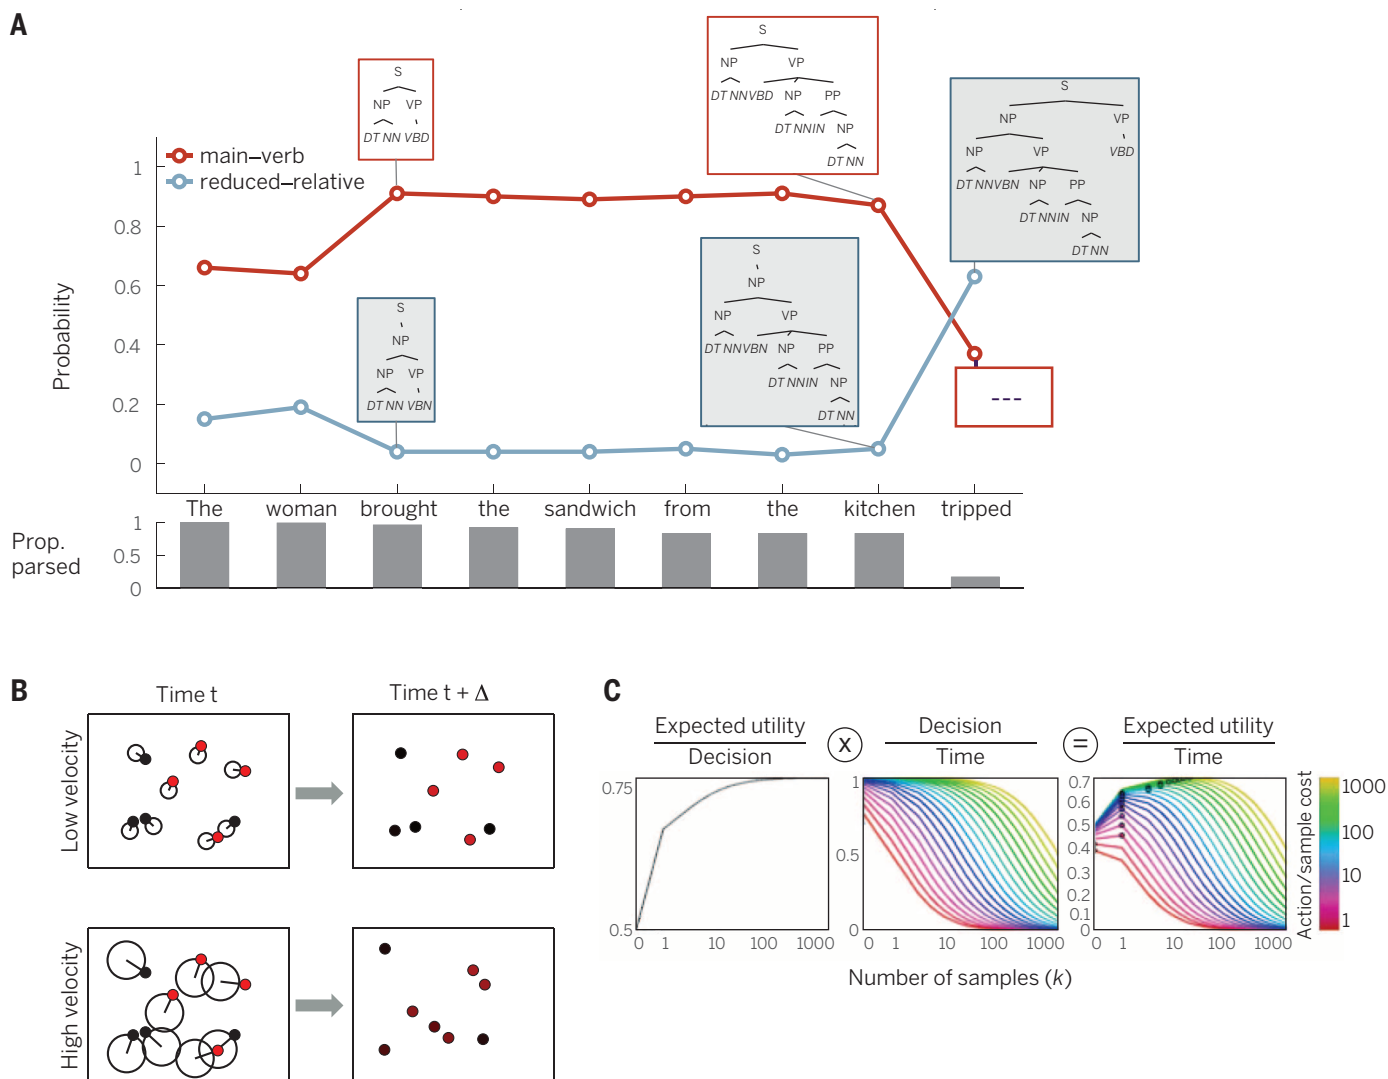 A
S
NP VP
DT NN VBD
S
NP VP
DT NN VBD NP PP
DT NN IN NP
DT NN
S
NP VP
NP VP VBD
DT NN VBN NP PP
DT NN IN NP
DT NN
main–verb
reduced–relative
S
NP
NP VP
DT NN VBN
S
NP
NP VP
DT NN VBN NP PP
DT NN IN NP
DT NN
---
Probability
1
0.8
0.6
0.4
0.2
0
The woman brought the sandwich from the kitchen tripped
Prop.
parsed
1
0.5
0
B
Time t Time t + Δ
Low velocity
High velocity
C
Expected utility
Decision
x
Decision
Time
=
Expected utility
Time
0.75
0.5
0 1 10 100 1000
1
0.5
0
0 1 10 100 1000
0.7
0.6
0.5
0.4
0.3
0.2
0.1
0
0 1 10 100 1000
Number of samples (k)
Action/sample cost
1000
100
10
1